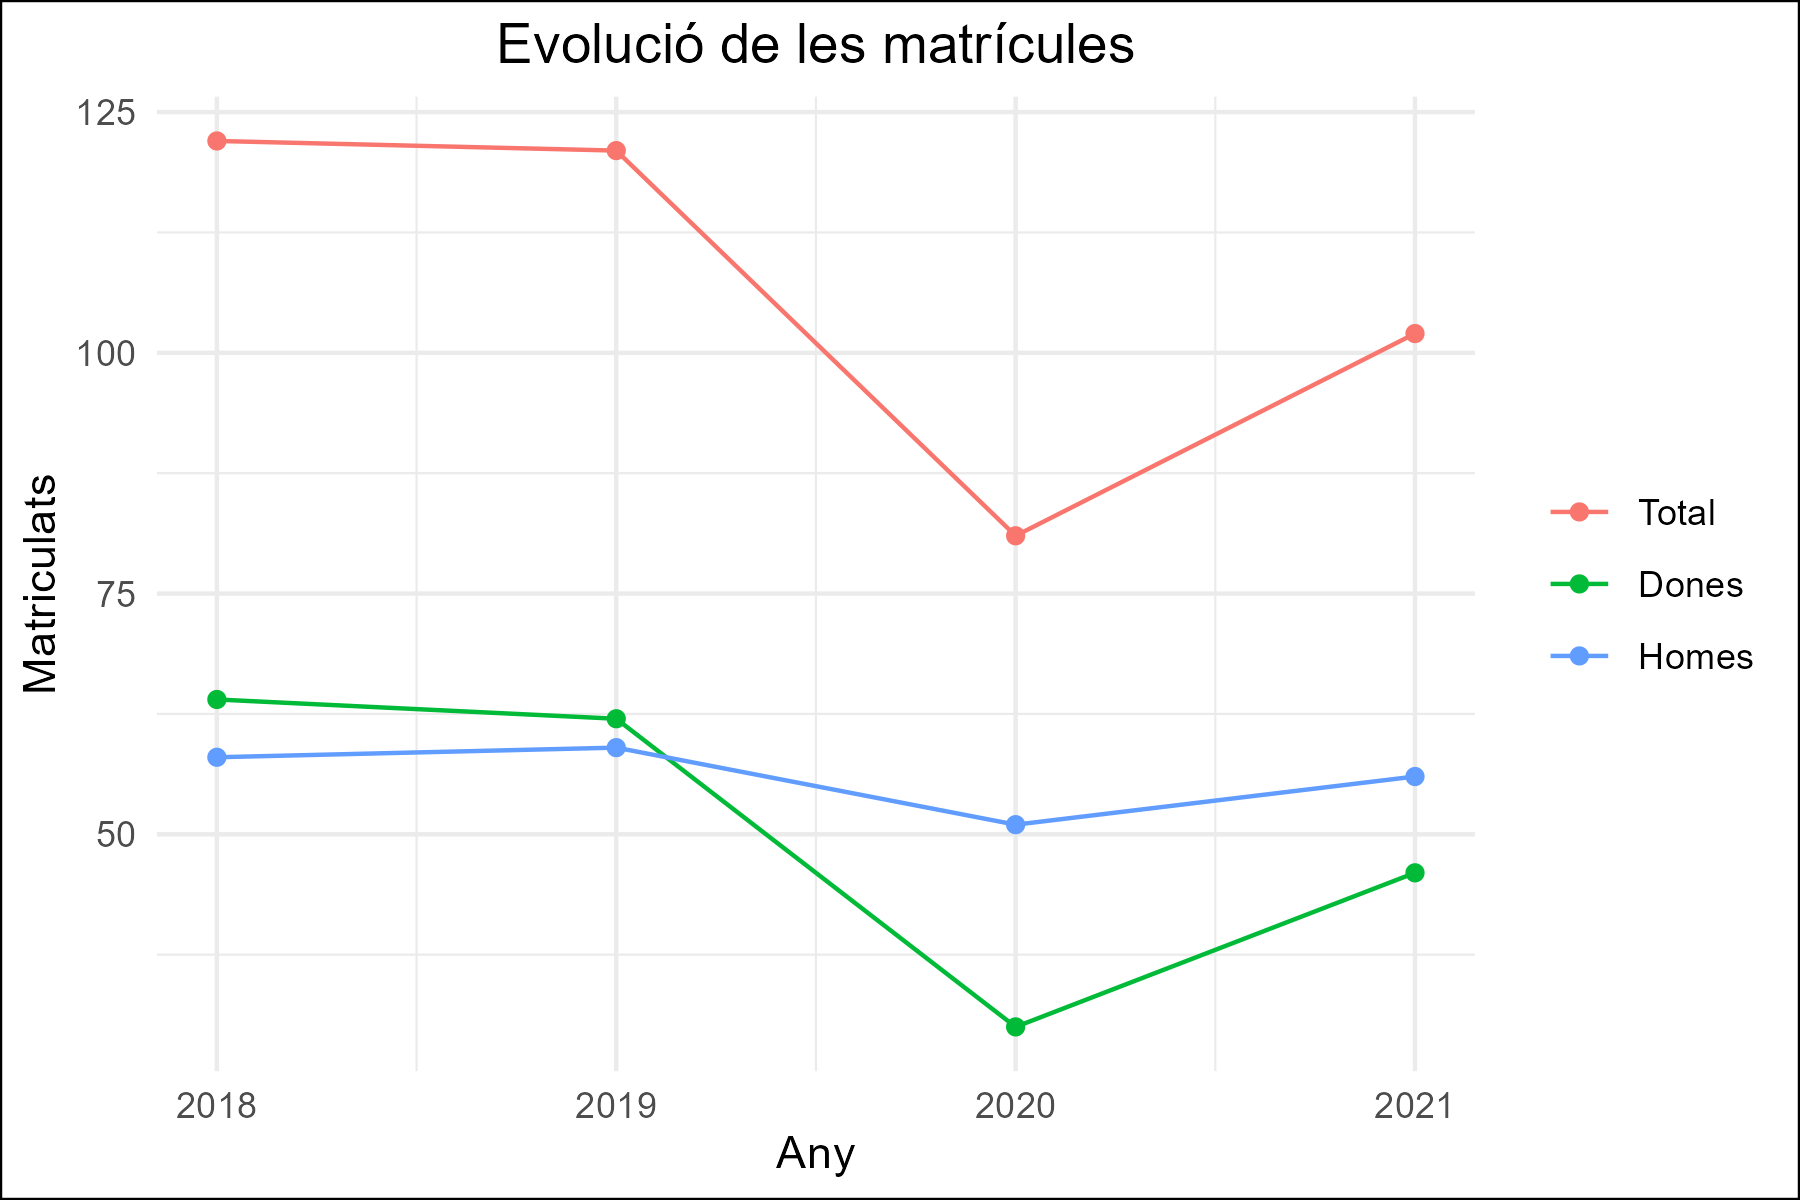 Evolució de les matrícules
125
100
75
50
Matriculats
2018
2019
2020
2021
Any
Total
Dones
Homes